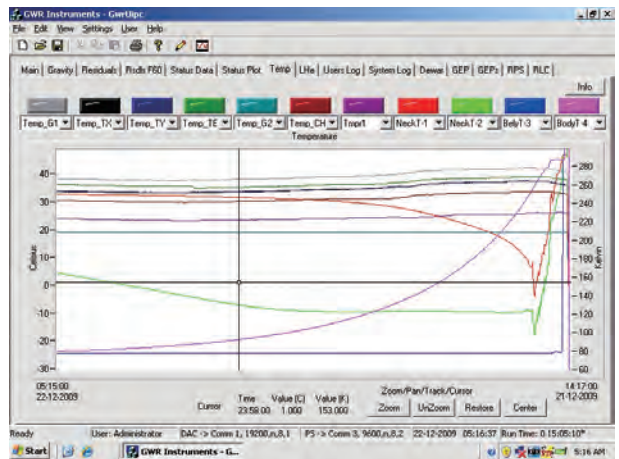 GWR Instruments - GwrUipc
File Edit View Settings User Help
Main Gravity Residuals Rsdls F60 Status Data Status Plot Temp LHe Users Log System Log Dewar GEP GEPs RPS RLC
Info
Temp_G1 Temp_TX Temp_TV Temp_TE Temp_G2 Temp_CH Tmpr1 NeckT-1 NeckT-2 BelyT-3 BodyT-4
Temperature
40 280
30 260
20 240
10 220
0 200
-10 180
-20 160
-30 140
120
100
80
60
Celsius
Kelvin
05:15:00 14:17:00
22-12-2009 21-12-2009
Zoom/Pan/Track/Cursor
Cursor Time Value (C) Value (K)
23:59:00 1.000 153.000
Zoom UnZoom Restore Center
Ready User: Administrator DAC -> Comm 1, 19200,n,8,1 PS-> Comm 3, 9600,n,8,2 22-12-2009 05:16:37 Run Time: 0 15:05:10*
Start GWR Instruments - G... 5:16 AM